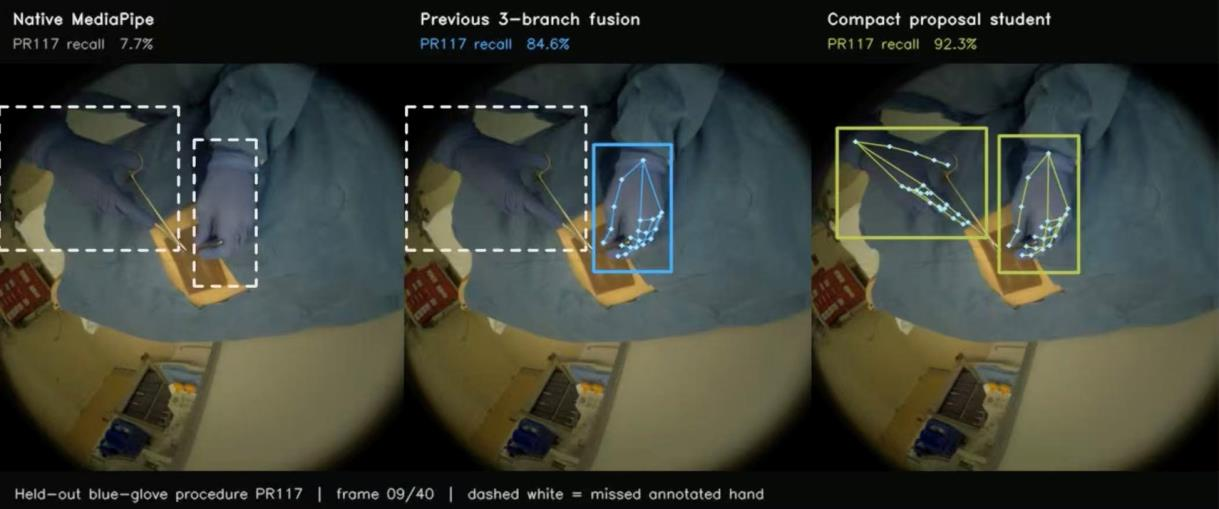 Native MediaPipe
PR117 recall 7.7%
Previous 3-branch fusion
PR117 recall 84.6%
Compact proposal student
PR117 recall 92.3%
Held-out blue-glove procedure PR117 | frame 09/40 | dashed white = missed annotated hand